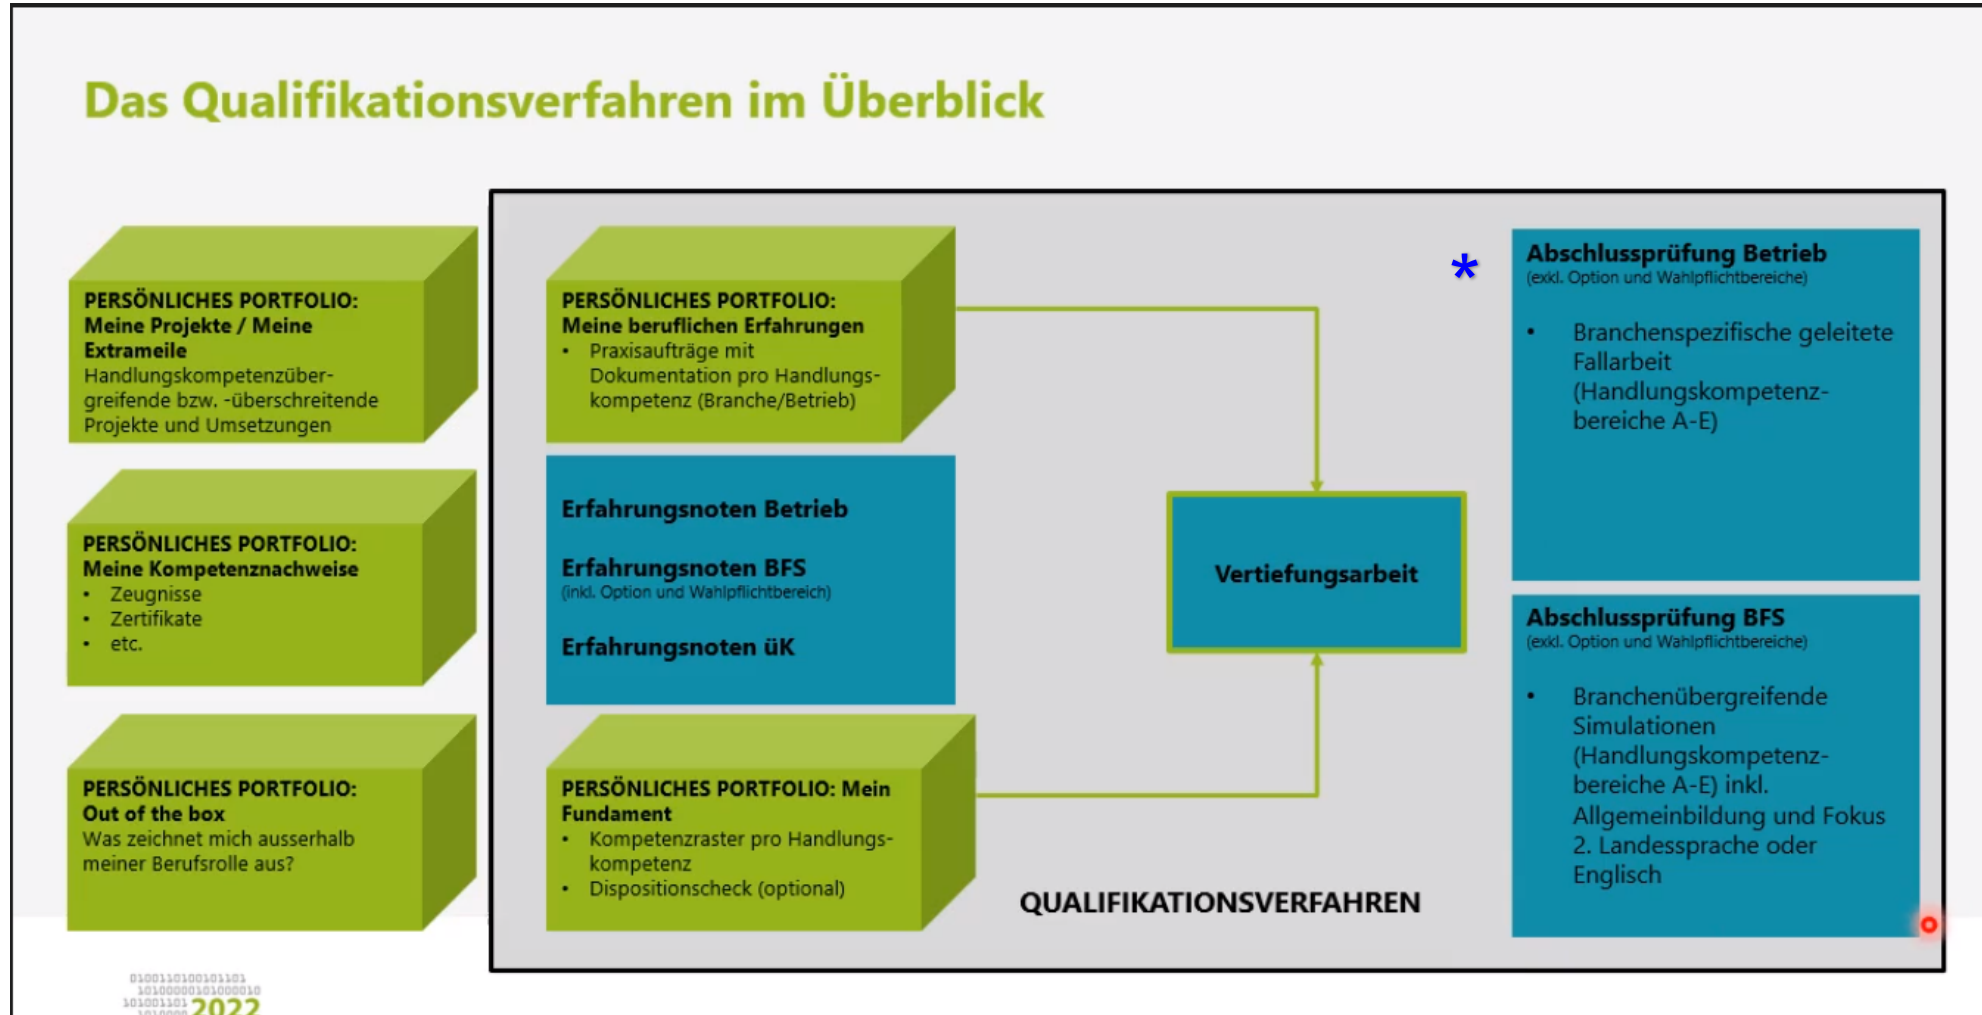 Das Qualifikationsverfahren im Überblick
PERSÖNLICHES PORTFOLIO:
Meine Projekte / Meine
Extrameile
Handlungskompetenzüber-
greifende bzw. -überschreitende
Projekte und Umsetzungen
PERSÖNLICHES PORTFOLIO:
Meine Kompetenznachweise
• Zeugnisse
• Zertifikate
• etc.
PERSÖNLICHES PORTFOLIO:
Out of the box
Was zeichnet mich ausserhalb
meiner Berufsrolle aus?
PERSÖNLICHES PORTFOLIO:
Meine beruflichen Erfahrungen
• Praxisaufträge mit
Dokumentation pro Handlungs-
kompetenz (Branche/Betrieb)
Erfahrungsnoten Betrieb
Erfahrungsnoten BFS
(inkl. Option und Wahlpflichtbereich)
Erfahrungsnoten üK
PERSÖNLICHES PORTFOLIO: Mein
Fundament
• Kompetenzraster pro Handlungs-
kompetenz
• Dispositionscheck (optional)
Vertiefungsarbeit
QUALIFIKATIONSVERFAHREN
*
Abschlussprüfung Betrieb
(exkl. Option und Wahlpflichtbereiche)
• Branchenspezifische geleitete
Fallarbeit
(Handlungskompetenz-
bereiche A-E)
Abschlussprüfung BFS
(exkl. Option und Wahlpflichtbereiche)
• Branchenübergreifende
Simulationen
(Handlungskompetenz-
bereiche A-E) inkl.
Allgemeinbildung und Fokus
2. Landessprache oder
Englisch
0100110100101101
1010000101000010
101001101
1010000 2022